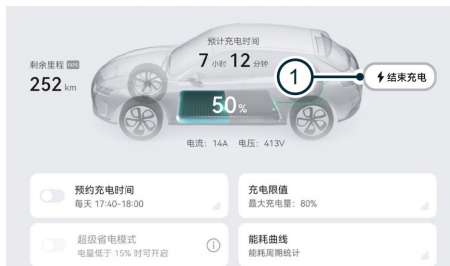 预计充电时间
7 小时 12 分钟
剩余里程
252 km
1
结束充电
50%
电流：14A 电压：413V
预约充电时间
每天 17:40-18:00
充电限值
最大充电量：80%
超级省电模式
电量低于 15% 时可开启
能耗曲线
能耗周期统计